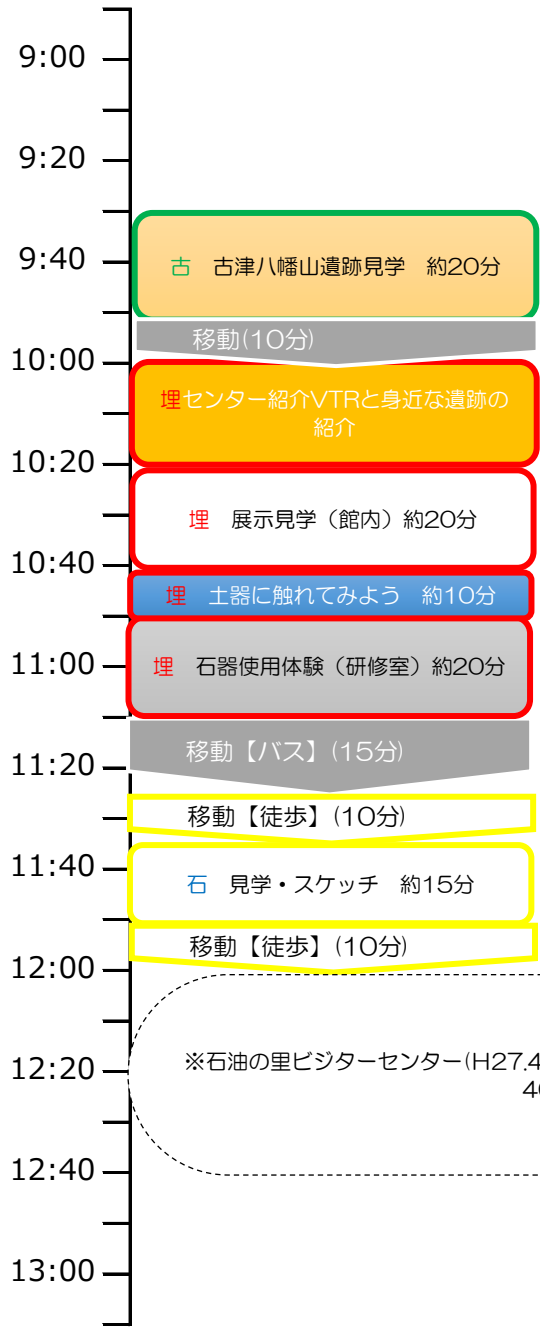 9:00
9:20
9:40
古　古津八幡山遺跡見学　約20分
移動(10分)
10:00
埋センター紹介VTRと身近な遺跡の
紹介
10:20
埋　展示見学（館内）約20分
10:40
埋　土器に触れてみよう　約10分
11:00
埋　石器使用体験（研修室）約20分
移動【バス】(15分)
11:20
移動【徒歩】(10分)
11:40
石　見学・スケッチ　約15分
移動【徒歩】(10分)
12:00
※石油の里ビジターセンター(H27.4
12:20
4
12:40
13:00